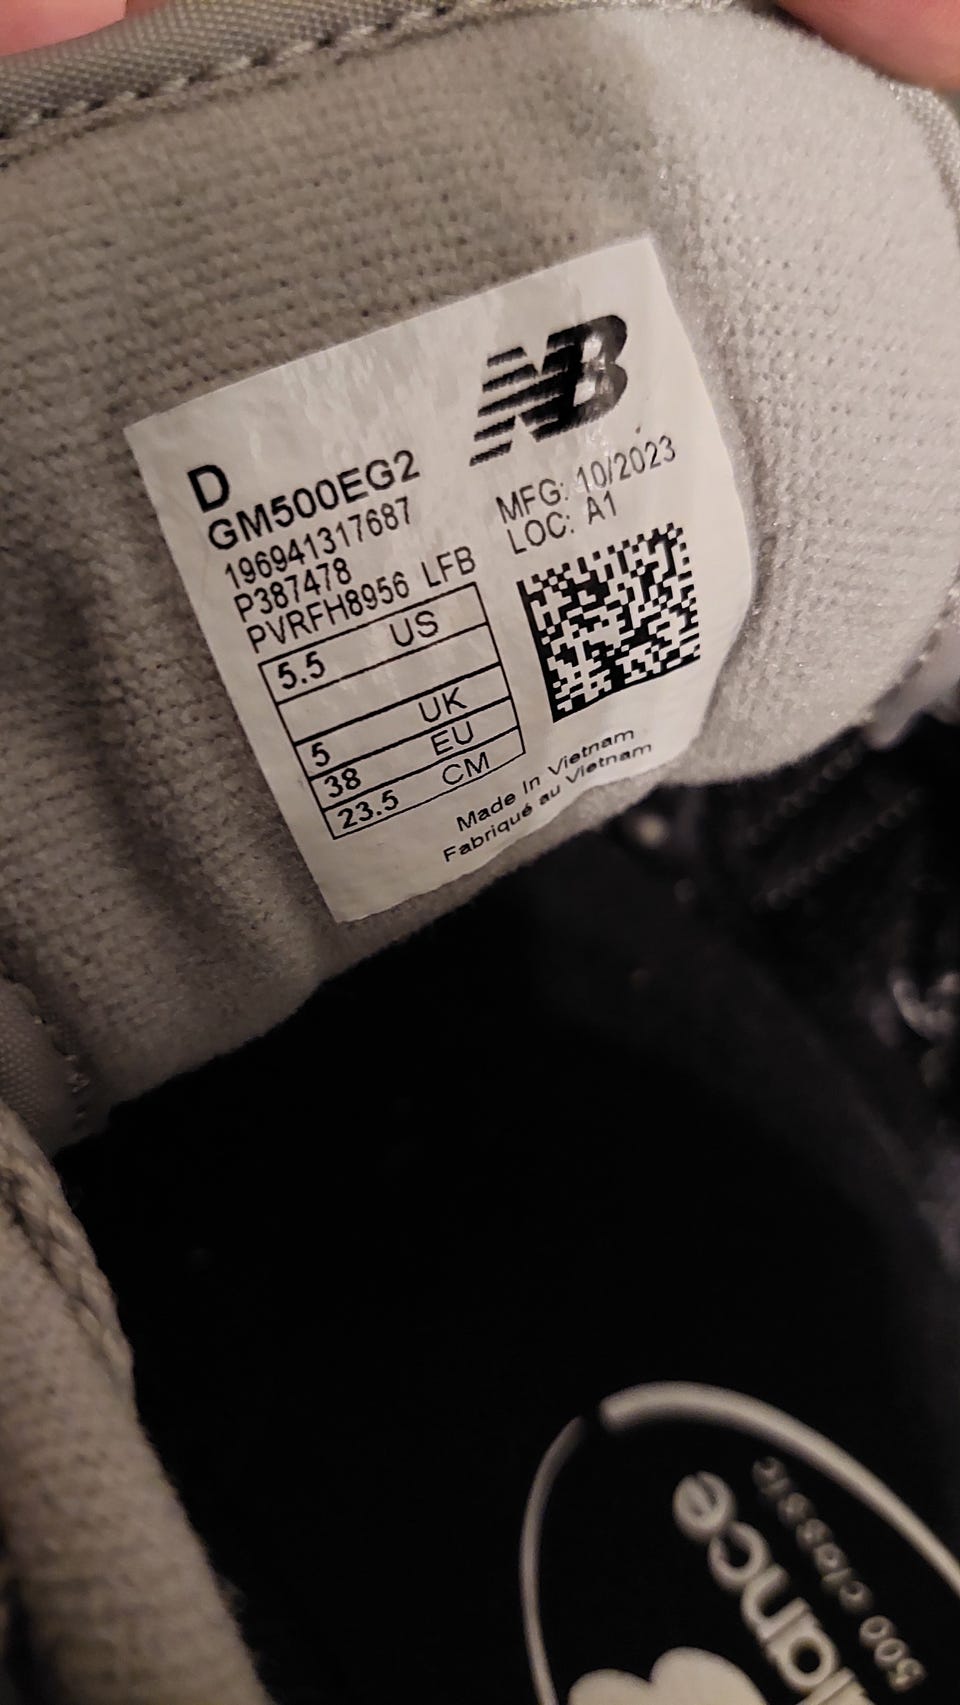 NB
D
GM500EG2
196941317687
P387478
PVRFH8956 LFB
MFG: 10/2023
LOC: A1
5.5 US
5 UK
38 EU
23.5 CM
Made In Vietnam
Fabriqué au Vietnam
500 classic